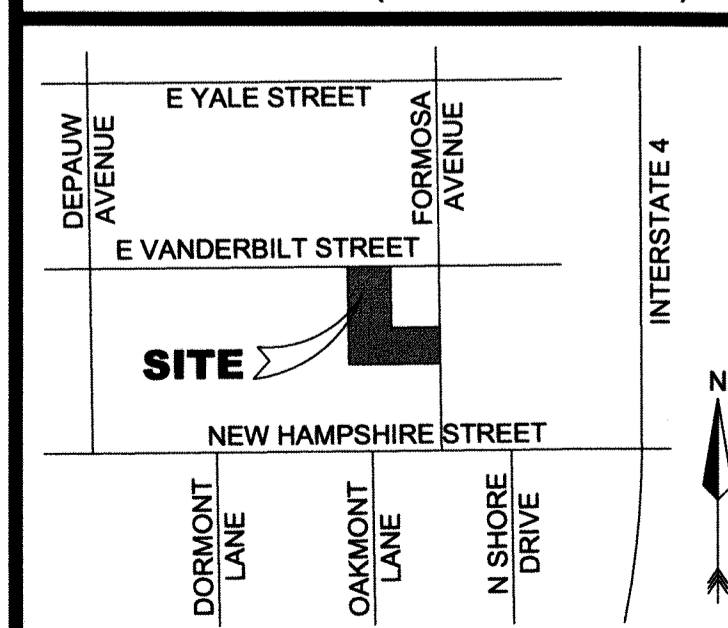 E YALE STREET
DEPAUW
AVENUE
FORMOSA
AVENUE
INTERSTATE 4
E VANDERBILT STREET
SITE
N
NEW HAMPSHIRE STREET
DORMONT
LANE
OAKMONT
LANE
N SHORE
DRIVE